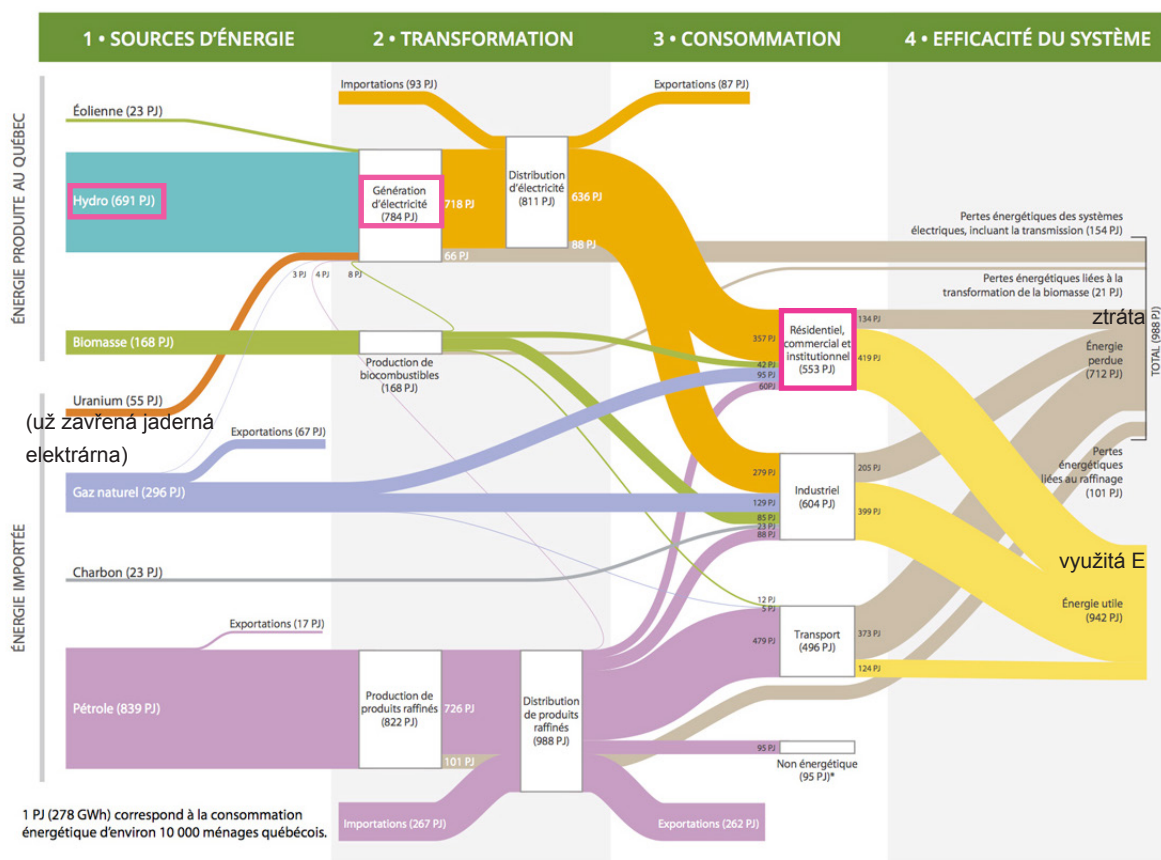 1 • SOURCES D'ÉNERGIE
2 • TRANSFORMATION
3 • CONSOMMATION
4 • EFFICACITÉ DU SYSTÈME
ÉNERGIE PRODUITE AU QUÉBEC
Éolienne (23 PJ)
Hydro (691 PJ)
Biomasse (168 PJ)
Uranium (55 PJ)
(už zavřená jaderná
elektrárna)
ÉNERGIE IMPORTÉE
Exportations (67 PJ)
Gaz naturel (296 PJ)
Charbon (23 PJ)
Exportations (17 PJ)
Pétrole (839 PJ)
1 PJ (278 GWh) correspond à la consommation
énergétique d'environ 10 000 ménages québécois.
Importations (93 PJ)
Génération
d'électricité
(784 PJ)
718 PJ
66 PJ
3 PJ
4 PJ
8 PJ
Distribution
d'électricité
(811 PJ)
636 PJ
88 PJ
Production de
biocombustibles
(168 PJ)
Production de
produits raffinés
(822 PJ)
726 PJ
101 PJ
Distribution
de produits
raffinés
(988 PJ)
Importations (267 PJ)
Exportations (87 PJ)
357 PJ
42 PJ
95 PJ
60PJ
Résidentiel,
commercial et
institutionnel
(553 PJ)
134 PJ
419 PJ
279 PJ
129 PJ
85 PJ
23 PJ
88 PJ
Industriel
(604 PJ)
205 PJ
399 PJ
12 PJ
5 PJ
479 PJ
Transport
(496 PJ)
373 PJ
124 PJ
95 PJ
Non énergétique
(95 PJ)*
Exportations (262 PJ)
Pertes énergétiques des systèmes
électriques, incluant la transmission (154 PJ)
Pertes énergétiques liées à la
transformation de la biomasse (21 PJ)
ztráta
Énergie
perdue
(712 PJ)
TOTAL (988 PJ)
Pertes
énergétiques
liées au raffinage
(101 PJ)
využitá E
Énergie utile
(942 PJ)